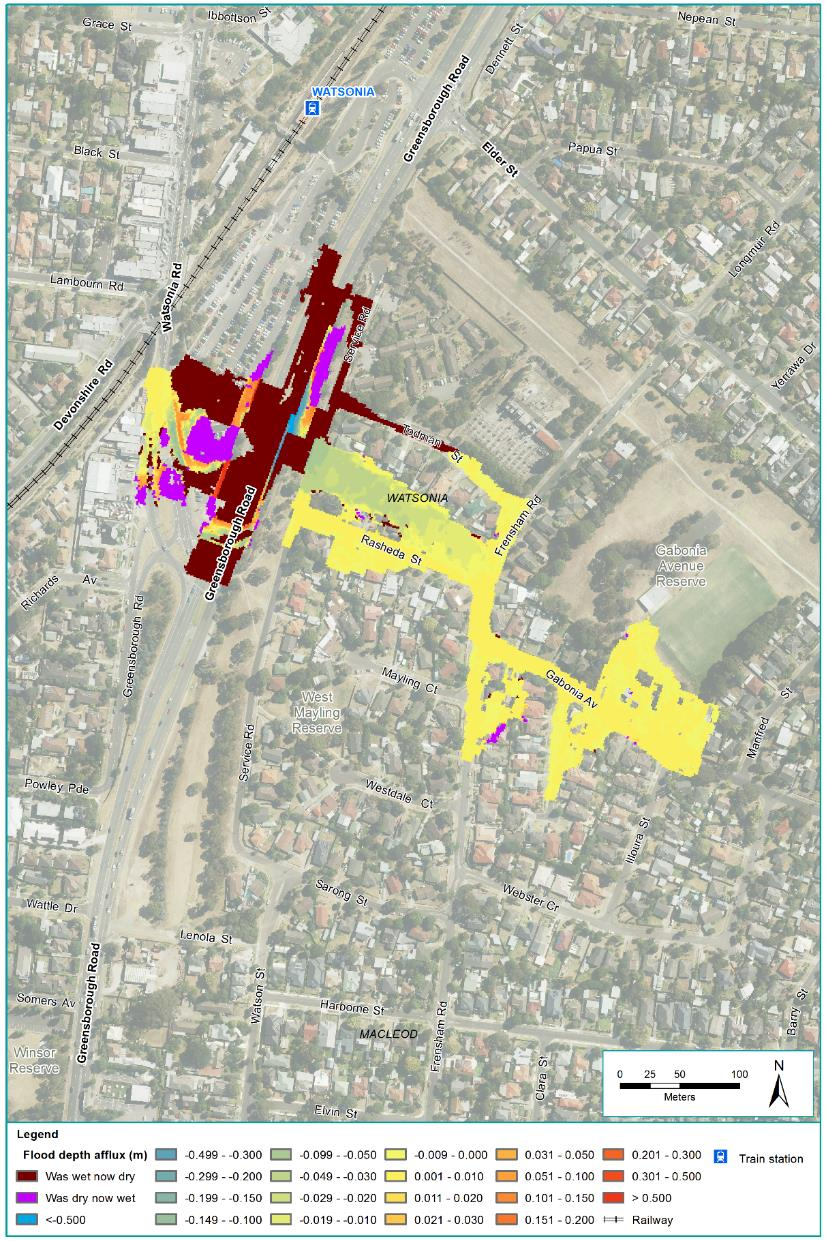 Grace St
Ibbottson St
Nepean St
Dennett St
WATSONIA
Greensborough Road
Elder St
Papua St
Black St
Longmuir Rd
Lambourn Rd
Watsonia Rd
Service Rd
Yerrawa Dr
Devonshire Rd
Todman St
WATSONIA
Frensham Rd
Greensborough Road
Rasheda St
Gabonia
Avenue
Reserve
Richards Av
Greensborough Rd
Mayling Ct
Gabonia Av
West
Mayling
Reserve
Manfred St
Service Rd
Powley Pde
Westdale Ct
Illoura St
Sarong St
Webster Cr
Wattle Dr
Lenola St
Greensborough Road
Watson St
Somers Av
Harborne St
MACLEOD
Frensham Rd
Barry St
Winsor
Reserve
Clara St
Elvin St
0 25 50 100
Meters
N
Legend
Flood depth afflux (m)
Was wet now dry
Was dry now wet
<-0.500
-0.499 - -0.300
-0.299 - -0.200
-0.199 - -0.150
-0.149 - -0.100
-0.099 - -0.050
-0.049 - -0.030
-0.029 - -0.020
-0.019 - -0.010
-0.009 - 0.000
0.001 - 0.010
0.011 - 0.020
0.021 - 0.030
0.031 - 0.050
0.051 - 0.100
0.101 - 0.150
0.151 - 0.200
0.201 - 0.300
0.301 - 0.500
> 0.500
Railway
Train station